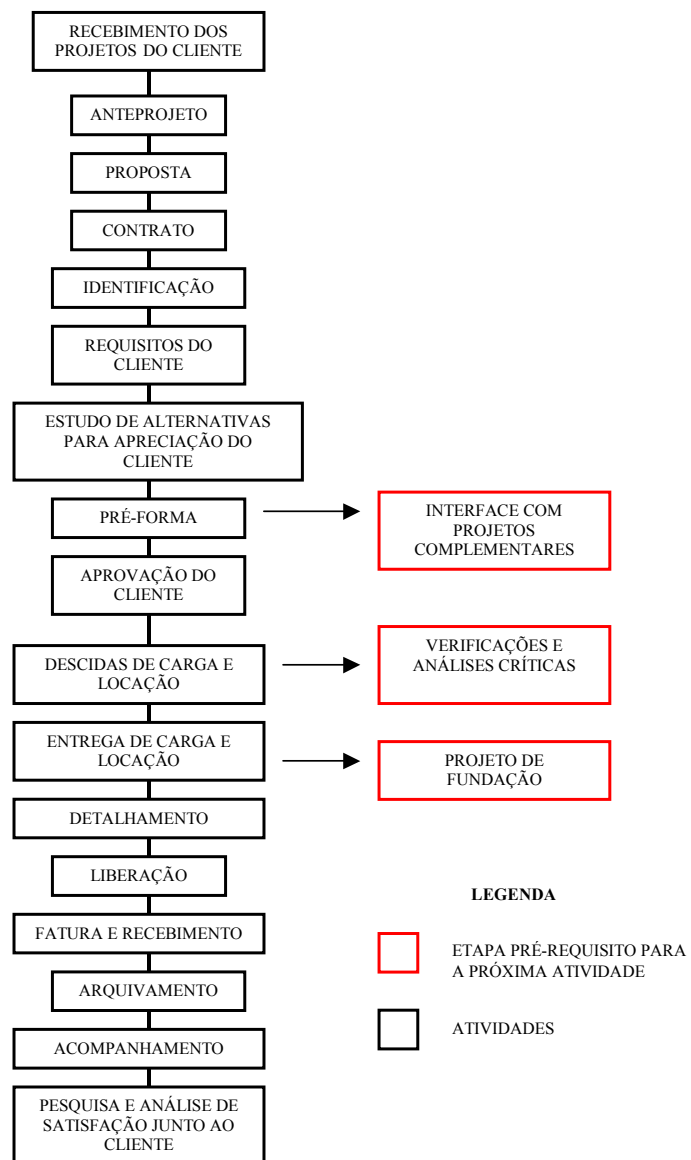 RECEBIMENTO DOS
PROJETOS DO CLIENTE
ANTEPROJETO
PROPOSTA
CONTRATO
IDENTIFICAÇÃO
REQUISITOS DO
CLIENTE
ESTUDO DE ALTERNATIVAS
PARA APRECIAÇÃO DO
CLIENTE
PRÉ-FORMA
INTERFACE COM
PROJETOS
COMPLEMENTARES
APROVAÇÃO DO
CLIENTE
DESCIDAS DE CARGA E
LOCAÇÃO
VERIFICAÇÕES E
ANÁLISES CRÍTICAS
ENTREGA DE CARGA E
LOCAÇÃO
PROJETO DE
FUNDAÇÃO
DETALHAMENTO
LIBERAÇÃO
FATURA E RECEBIMENTO
ARQUIVAMENTO
ACOMPANHAMENTO
PESQUISA E ANÁLISE DE
SATISFAÇÃO JUNTO AO
CLIENTE
LEGENDA
ETAPA PRÉ-REQUISITO PARA
A PRÓXIMA ATIVIDADE
ATIVIDADES